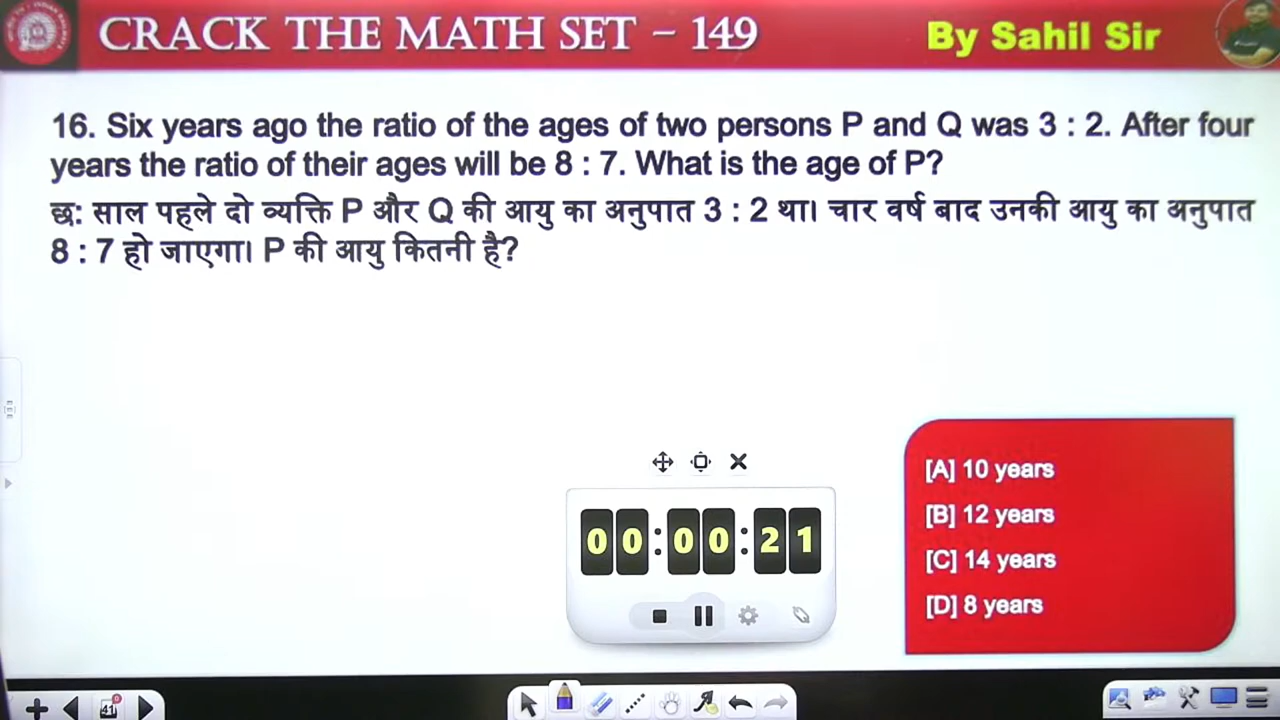 CRACK THE MATH SET – 149
By Sahil Sir
16. Six years ago the ratio of the ages of two persons P and Q was 3 : 2. After four
years the ratio of their ages will be 8 : 7. What is the age of P?
छ: साल पहले दो व्यक्ति P और Q की आयु का अनुपात 3 : 2 था। चार वर्ष बाद उनकी आयु का अनुपात
8 : 7 हो जाएगा। P की आयु कितनी है?
[A] 10 years
[B] 12 years
[C] 14 years
[D] 8 years
00:00:21
41